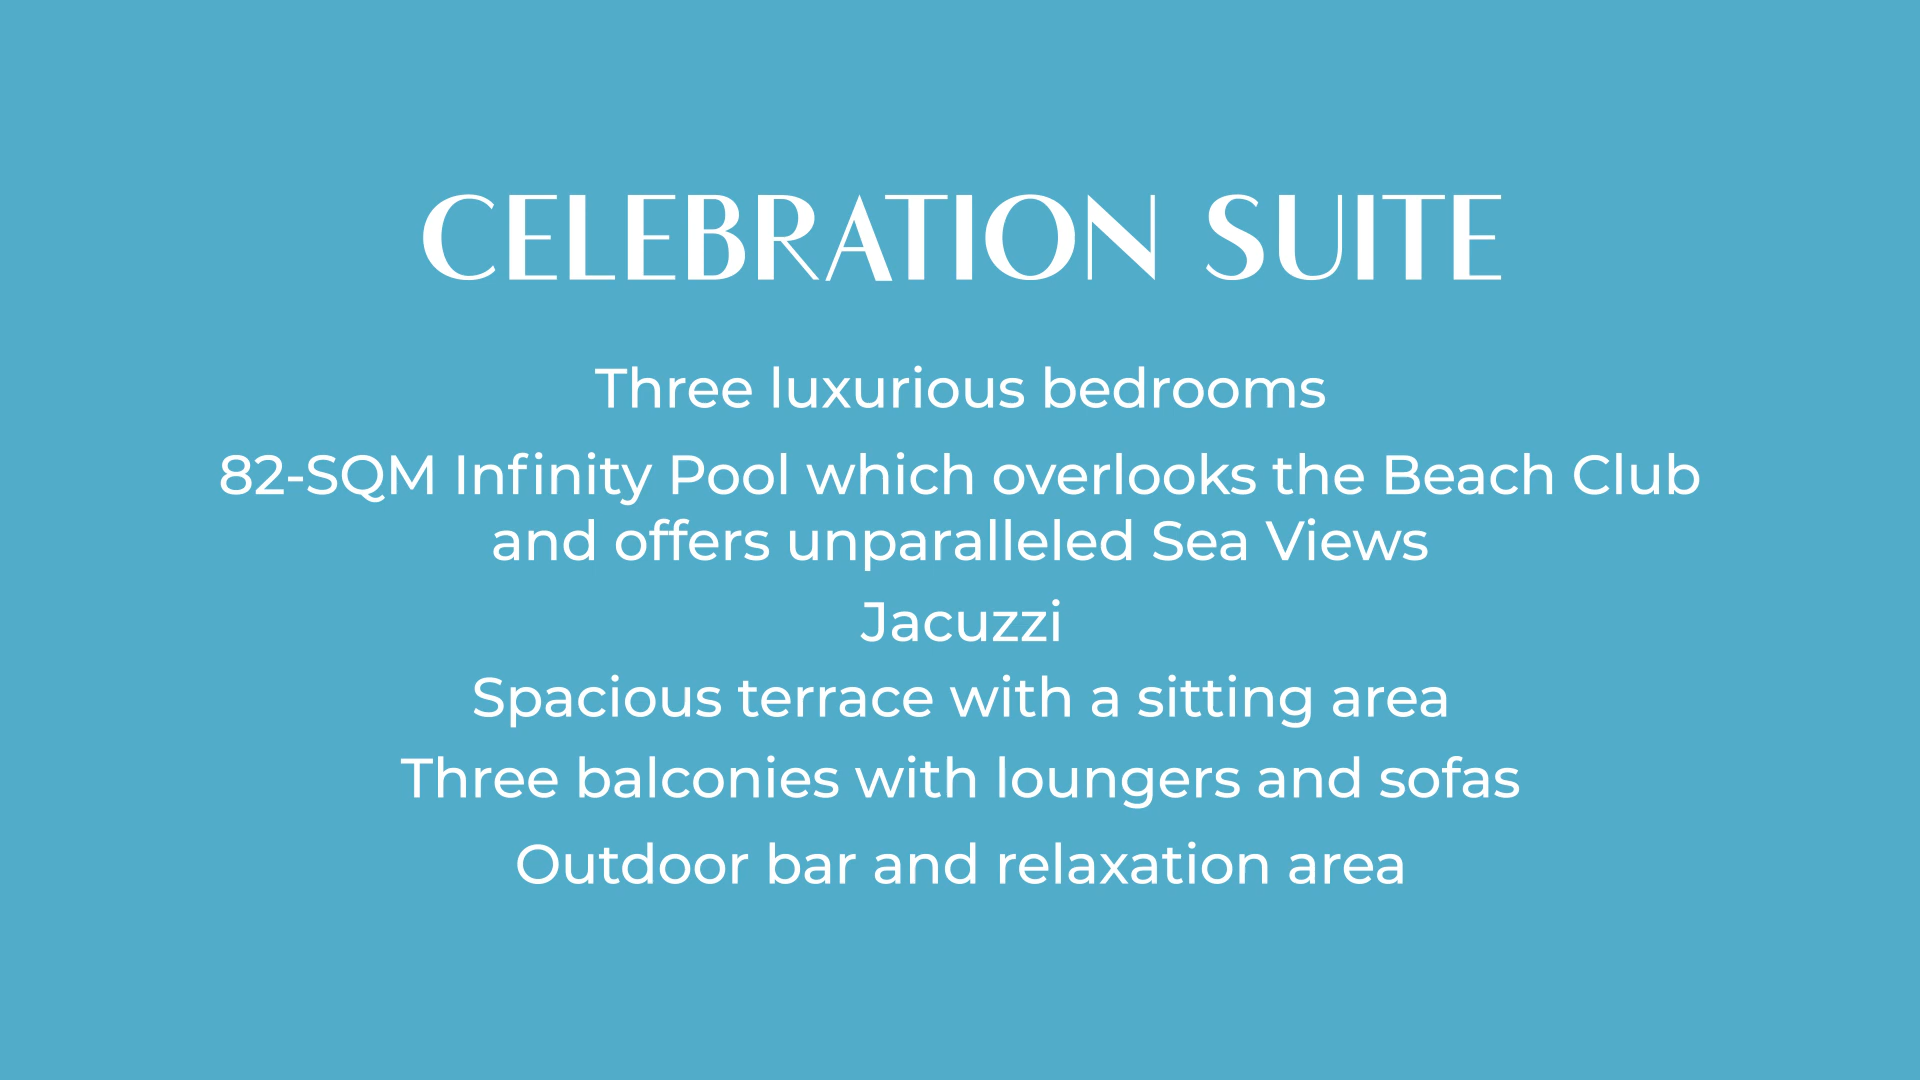 CELEBRATION SUITE
Three luxurious bedrooms
82-SQM Infinity Pool which overlooks the Beach Club
and offers unparalleled Sea Views
Jacuzzi
Spacious terrace with a sitting area
Three balconies with loungers and sofas
Outdoor bar and relaxation area